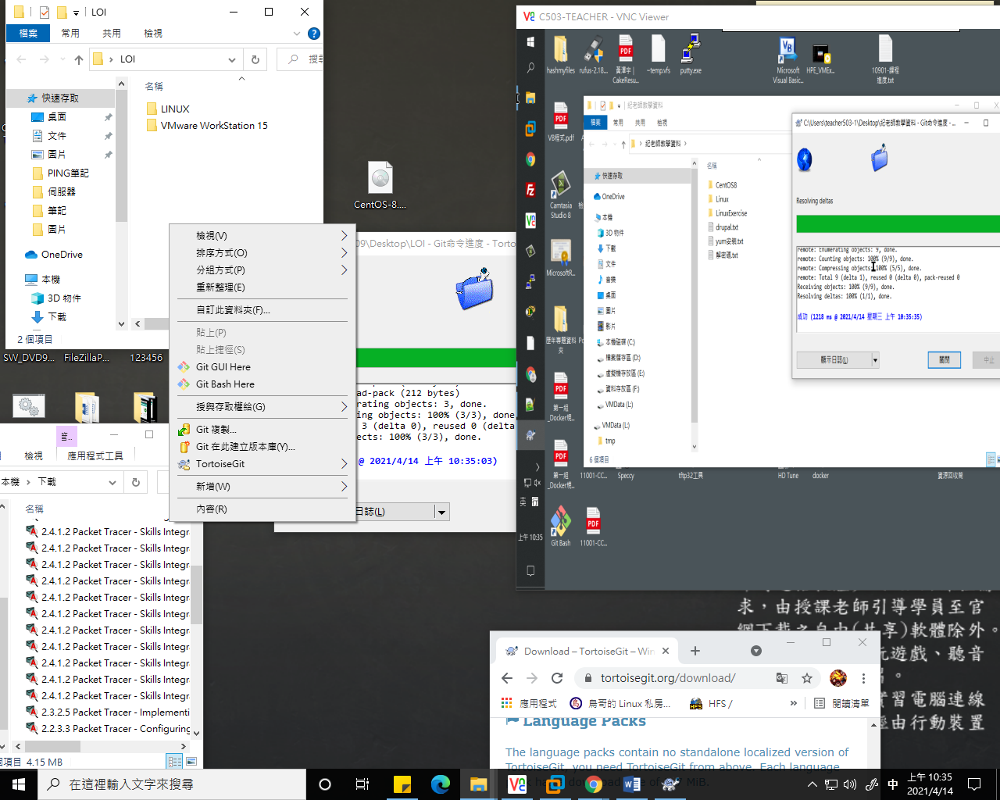 LOI
檔案 常用 共用 檢視
LOI
搜尋
名稱
快速存取
桌面
文件
圖片
PING筆記
伺服器
筆記
圖片
OneDrive
本機
3D 物件
下載
LINUX
VMware WorkStation 15
2 個項目
CentOS-8....
SW_DVD9... FileZillaP... 123456
檢視(V)
排序方式(O)
分組方式(P)
重新整理(E)
自訂此資料夾(F)...
貼上(P)
貼上捷徑(S)
Git GUI Here
Git Bash Here
授與存取權給(G)
Git 複製...
Git 在此建立版本庫(Y)...
TortoiseGit
新增(W)
內容(R)
09\Desktop\LOI - Git命令進度 - Torto
ad-pack (212 bytes)
erating objects: 3, done.
ing objects: 100% (3/3), done
3 (delta 0), reused 0 (delta
jects: 100% (3/3), done.
@ 2021/4/14 上午 10:35:03)
日誌(L)
管..
檢視 應用程式工具
本機 下載
名稱
2.4.1.2 Packet Tracer - Skills Integr
2.4.1.2 Packet Tracer - Skills Integr
2.4.1.2 Packet Tracer - Skills Integr
2.4.1.2 Packet Tracer - Skills Integr
2.4.1.2 Packet Tracer - Skills Integr
2.4.1.2 Packet Tracer - Skills Integr
2.4.1.2 Packet Tracer - Skills Integr
2.4.1.2 Packet Tracer - Skills Integr
2.4.1.2 Packet Tracer - Skills Integr
2.4.1.2 Packet Tracer - Skills Integr
2.4.1.2 Packet Tracer - Skills Integr
2.3.2.5 Packet Tracer - Implementi
2.2.3.3 Packet Tracer - Configuring
項目 4.15 MB
C503-TEACHER - VNC Viewer
hashmyfiles rufus-2.18... 黃澤宇 | CakeResu... ~temp.vfs putty.exe Microsoft Visual Basic... HPE_VMEx... 10901-課程進度.txt
VB程式.pdf
Camtasia Studio 8
MicrosoftR...
歷年專題資料夾
第一組_Docker規...
第一組_Docker規...
11001-CC... Speccy tftp32工具 HD Tune docker 資源回收筒
Git Bash 11001-CC...
英
上午 10:35
紀老師教學資料
檔案 常用 共用 檢視
紀老師教學資料
名稱
快速存取
OneDrive
本機
3D 物件
下載
文件
音樂
桌面
圖片
影片
本機磁碟 (C:)
檔案儲存區 (D:)
虛擬機存放區 (E:)
資料存放區 (F:)
VMData (L:)
VMData (L:)
tmp
CentOS8
Linux
LinuxExercise
drupal.txt
yum安裝.txt
解密碼.txt
6 個項目
C:\Users\teacher503-1\Desktop\紀老師教學資料 - Git命令進度 - ...
Resolving deltas
remote: Enumerating objects: 9, done.
remote: Counting objects: 100% (9/9), done.
remote: Compressing objects: 100% (5/5), done.
remote: Total 9 (delta 1), reused 0 (delta 0), pack-reused 0
Receiving objects: 100% (9/9), done.
Resolving deltas: 100% (1/1), done.
成功 (1218 ms @ 2021/4/14 星期三 上午 10:35:35)
顯示日誌(L) 關閉 中止
求，由授課老師引導學員至官
網下載之自由(共享)軟體除外。
玩遊戲、聽音
實習電腦連線
經由行動裝置
Download – TortoiseGit – Win
tortoisegit.org/download/
應用程式 鳥哥的 Linux 私房... HFS / » 閱讀清單
Language Packs
The language packs contain no standalone localized version of
TortoiseGit, you need TortoiseGit from above. Each language
MiB.
在這裡輸入文字來搜尋
中
上午 10:35
2021/4/14